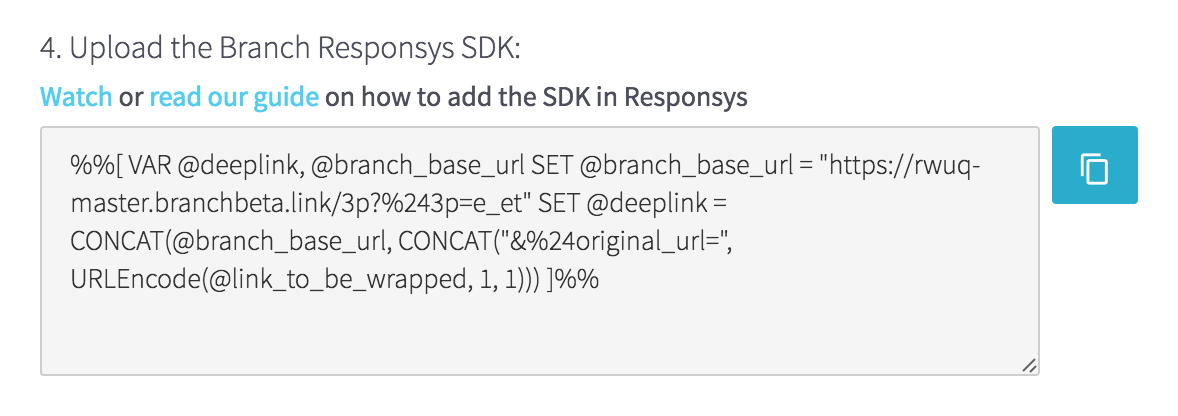 4. Upload the Branch Responsys SDK:
Watch or read our guide on how to add the SDK in Responsys
%%[ VAR @deeplink, @branch_base_url SET @branch_base_url = "https://rwuq-
master.branchbeta.link/3p?%243p=e_et" SET @deeplink =
CONCAT(@branch_base_url, CONCAT("&%24original_url=",
URLEncode(@link_to_be_wrapped, 1, 1))) ]%%